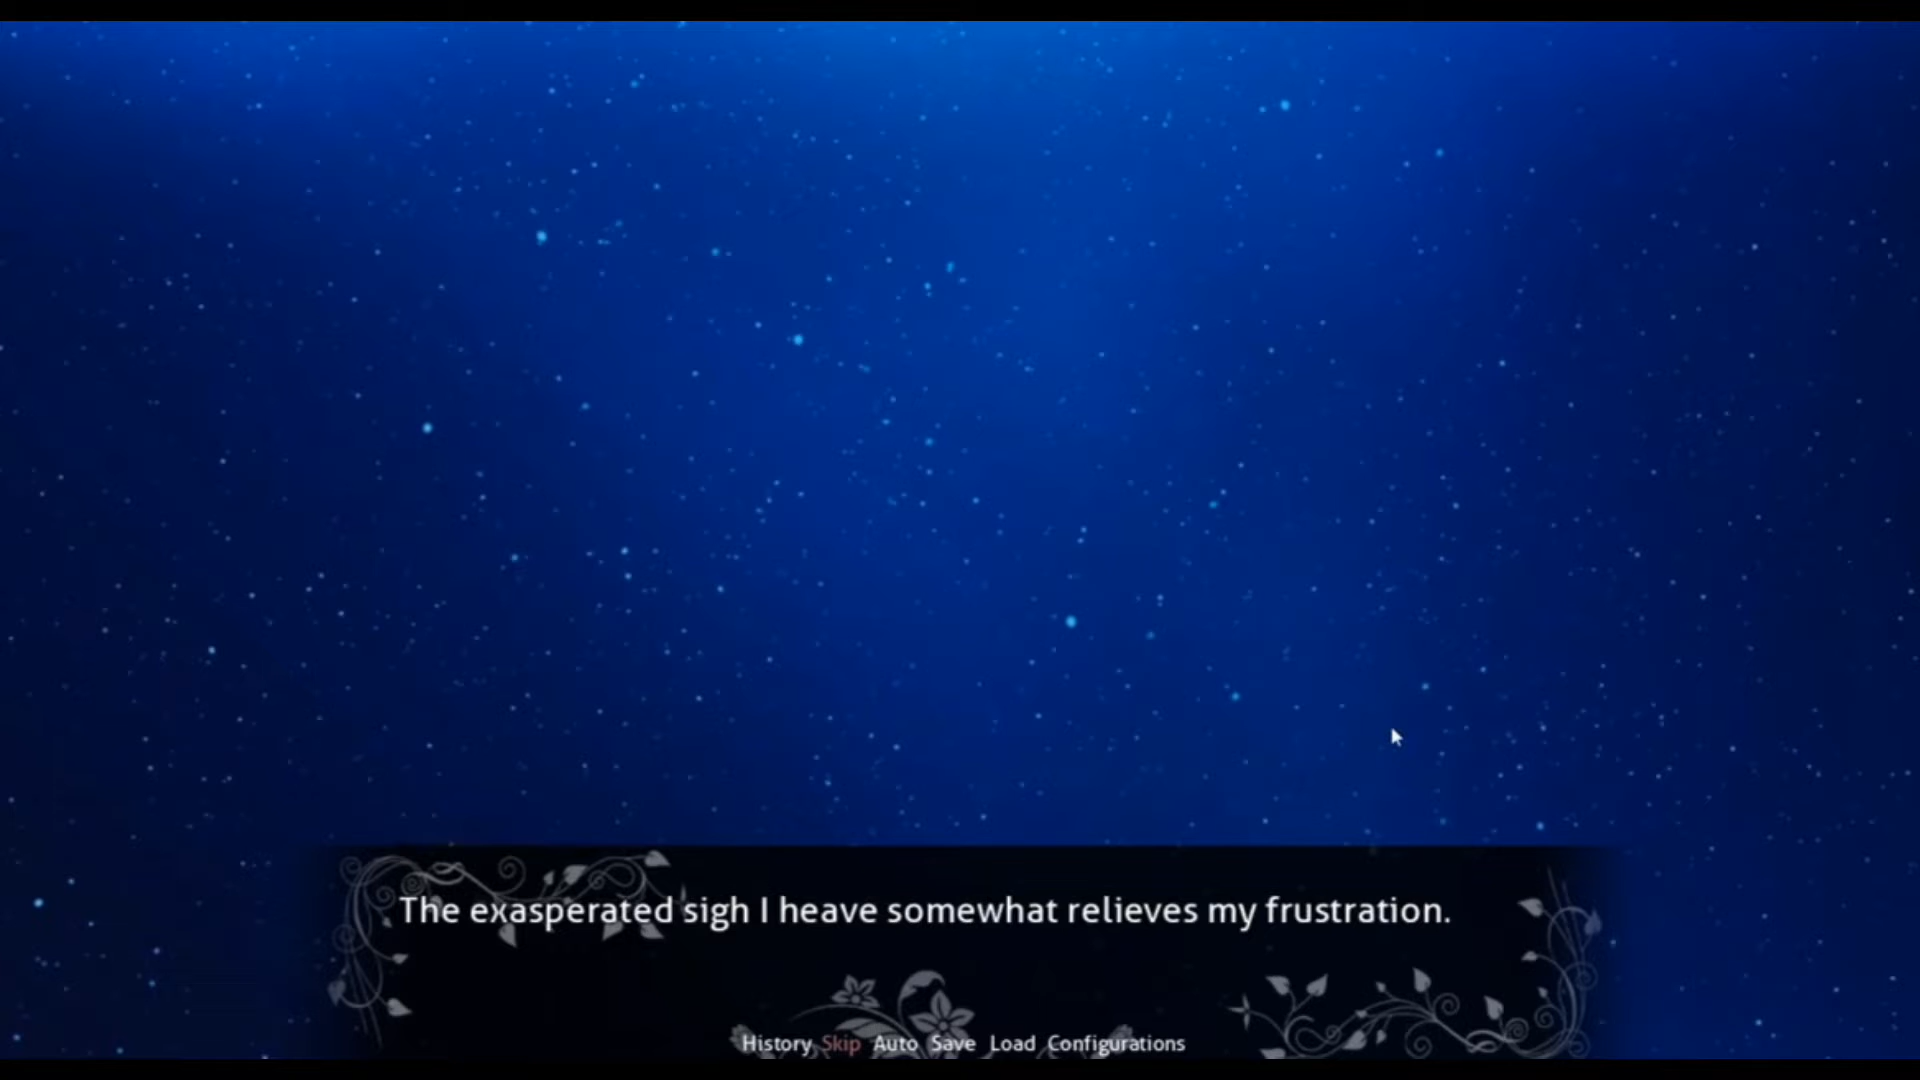 The exasperated sigh I heave somewhat relieves my frustration.
History Skip Auto Save Load Configurations